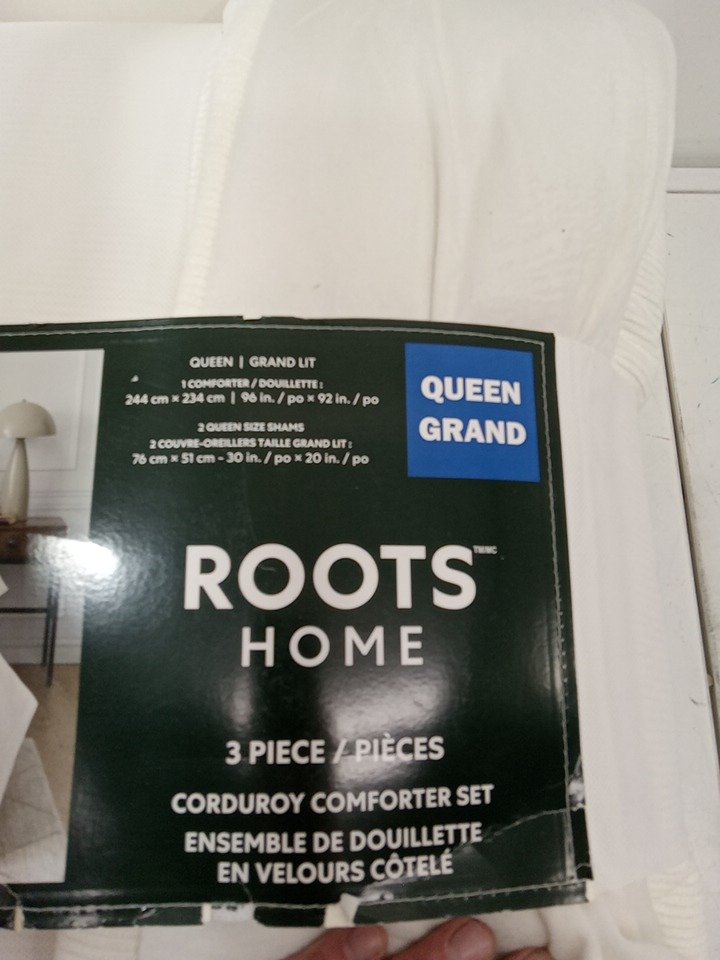 QUEEN | GRAND LIT
1 COMFORTER / DOUILLETTE :
244 cm × 234 cm | 96 in. / po × 92 in. / po
2 QUEEN SIZE SHAMS
2 COUVRE-OREILLERS TAILLE GRAND LIT :
76 cm × 51 cm - 30 in. / po × 20 in. / po
QUEEN
GRAND
ROOTS TM/MC
HOME
3 PIECE / PIÈCES
CORDUROY COMFORTER SET
ENSEMBLE DE DOUILLETTE
EN VELOURS CÔTELÉ